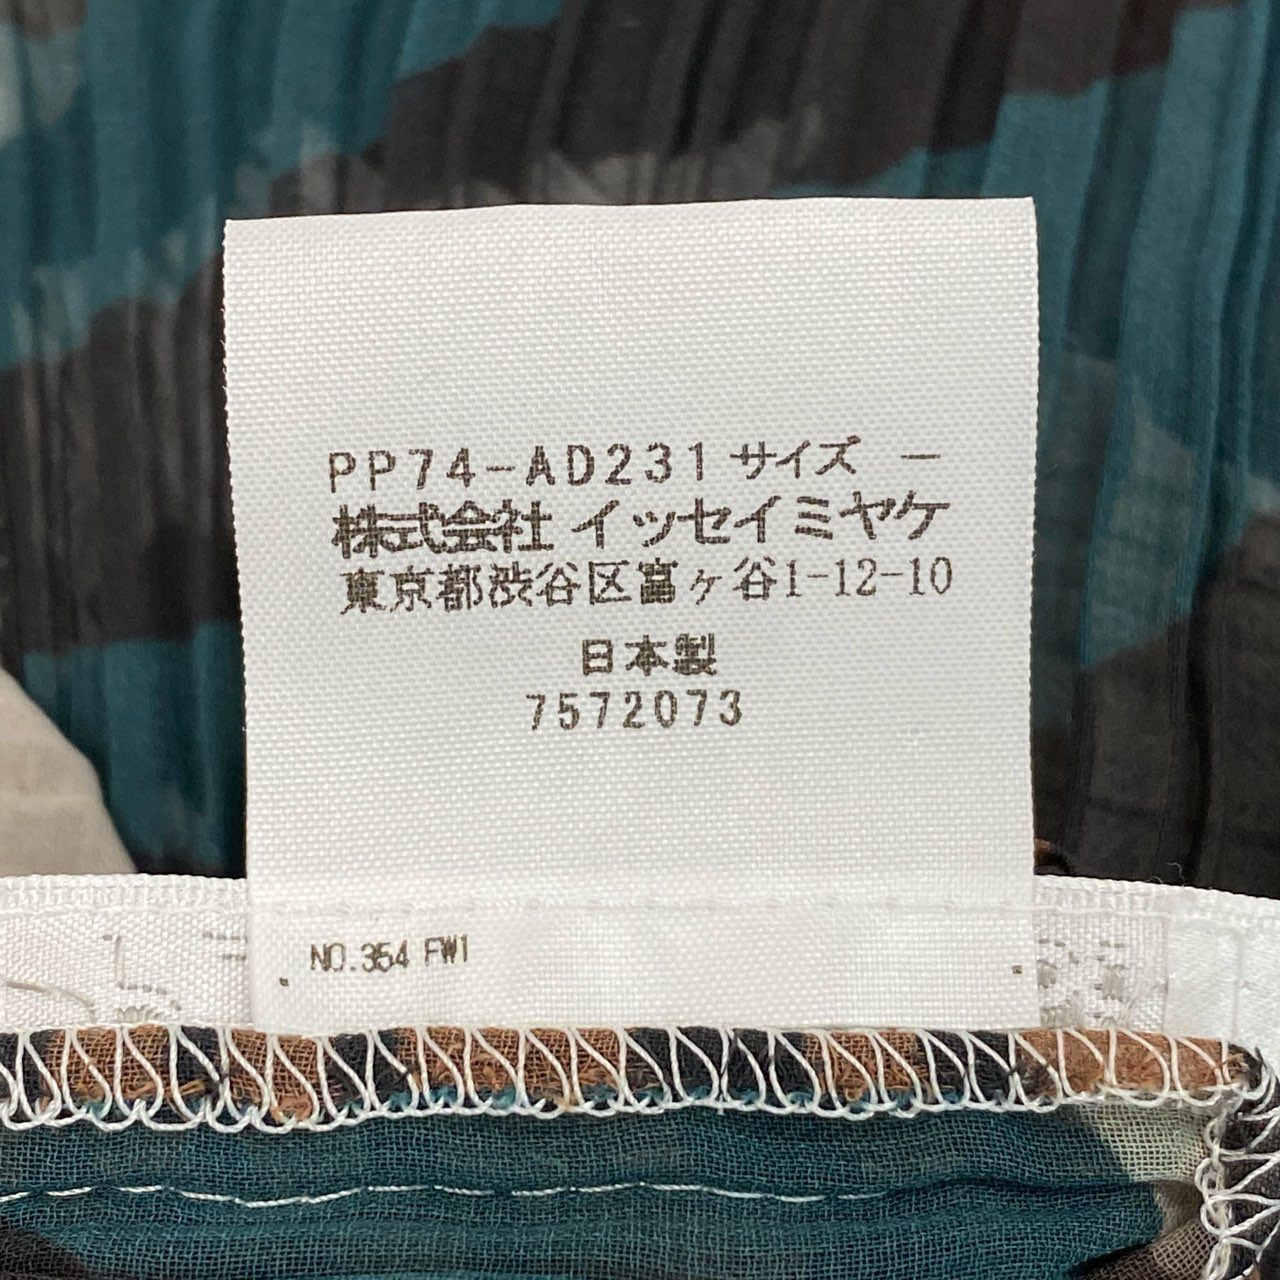 PP74-AD231 サイズ －
株式会社 イッセイミヤケ
東京都渋谷区富ヶ谷1-12-10
日本製
7572073
NO.354 FW1